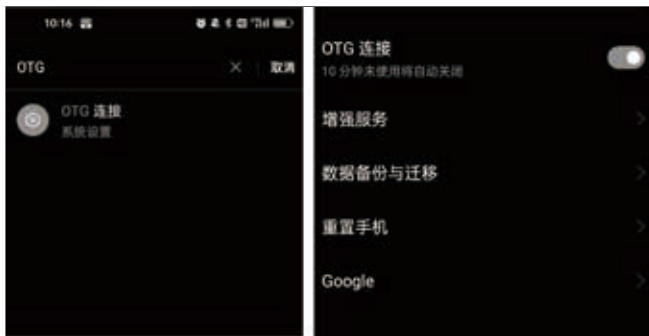 10:16
OTG
取消
OTG 连接
系统设置
OTG 连接
10 分钟未使用将自动关闭
增强服务
数据备份与迁移
重置手机
Google